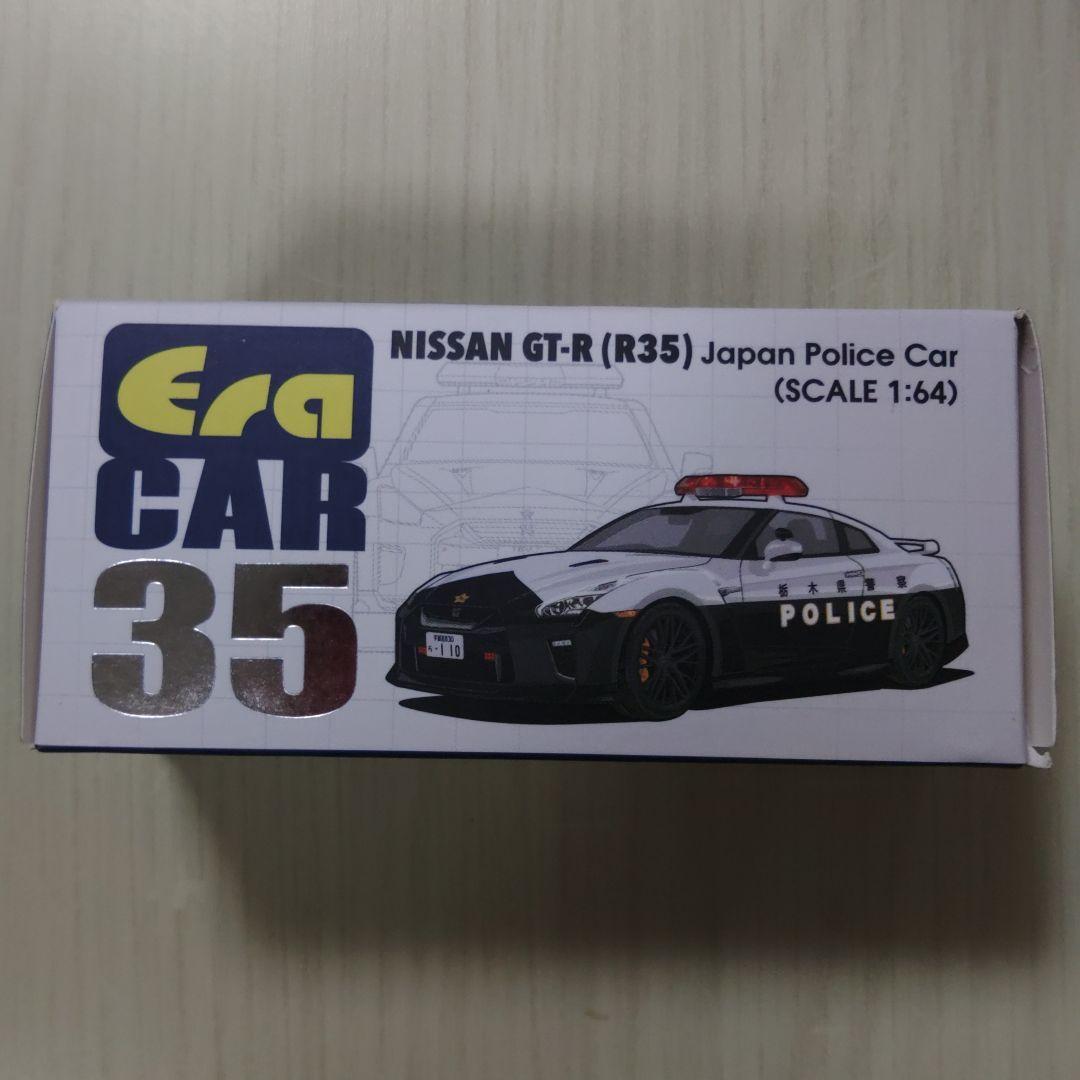 Era
CAR
35
NISSAN GT-R (R35) Japan Police Car
(SCALE 1:64)
栃木県警察
POLICE
110